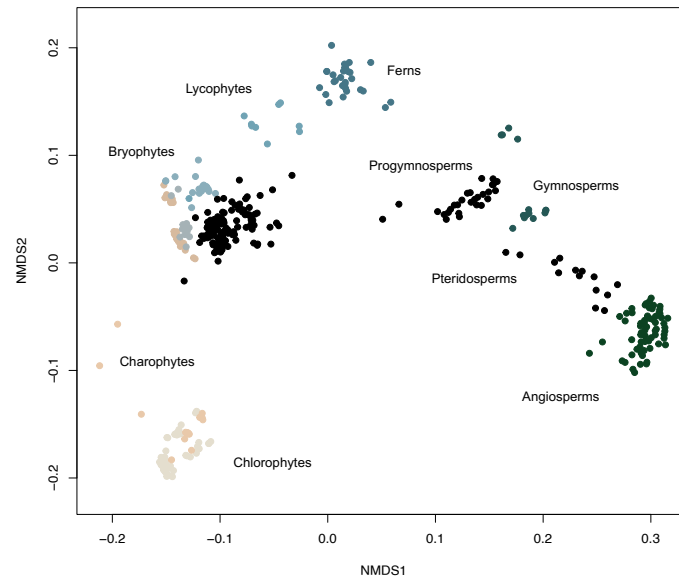 0.2
Ferns
Lycophytes
Bryophytes
0.1
Progymnosperms
Gymnosperms
NMDS2
0.0
Pteridosperms
Charophytes
−0.1
Angiosperms
Chlorophytes
−0.2
−0.2 −0.1 0.0 0.1 0.2 0.3
NMDS1